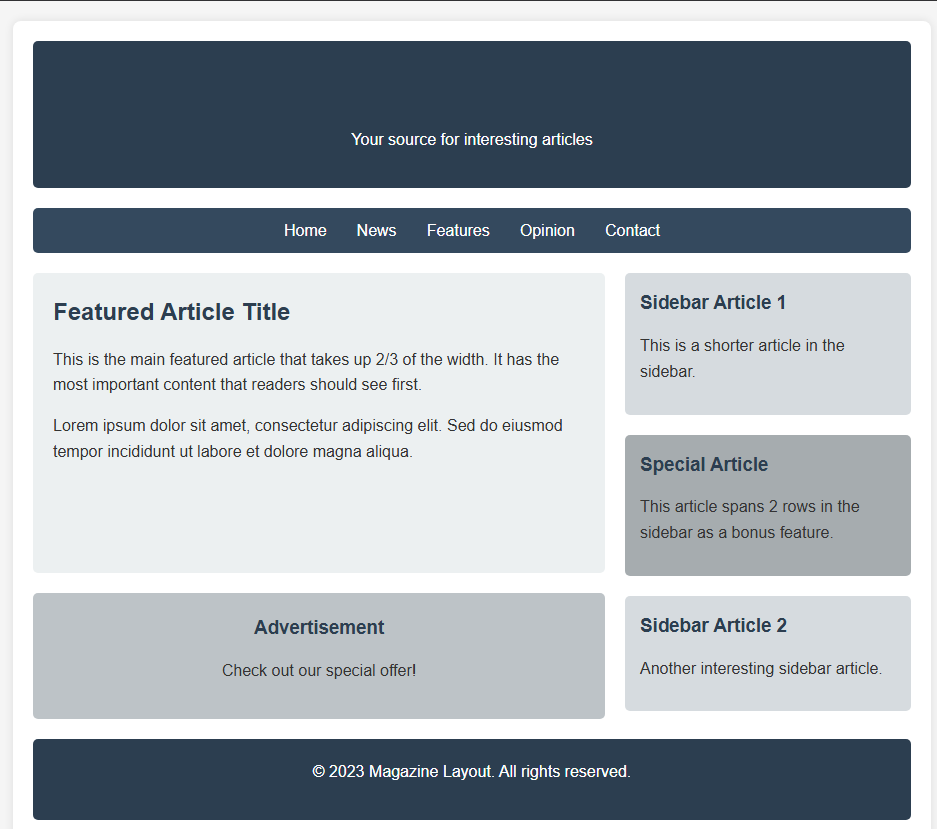 Your source for interesting articles
Home News Features Opinion Contact
Featured Article Title
This is the main featured article that takes up 2/3 of the width. It has the
most important content that readers should see first.
Lorem ipsum dolor sit amet, consectetur adipiscing elit. Sed do eiusmod
tempor incididunt ut labore et dolore magna aliqua.
Advertisement
Check out our special offer!
Sidebar Article 1
This is a shorter article in the
sidebar.
Special Article
This article spans 2 rows in the
sidebar as a bonus feature.
Sidebar Article 2
Another interesting sidebar article.
© 2023 Magazine Layout. All rights reserved.